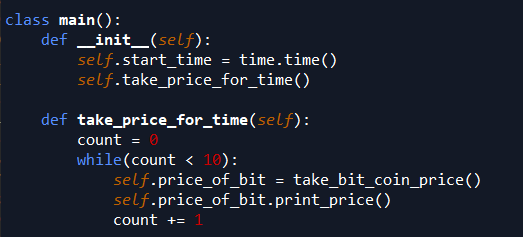 class main():
    def __init__(self):
        self.start_time = time.time()
        self.take_price_for_time()

    def take_price_for_time(self):
        count = 0
        while(count < 10):
            self.price_of_bit = take_bit_coin_price()
            self.price_of_bit.print_price()
            count += 1